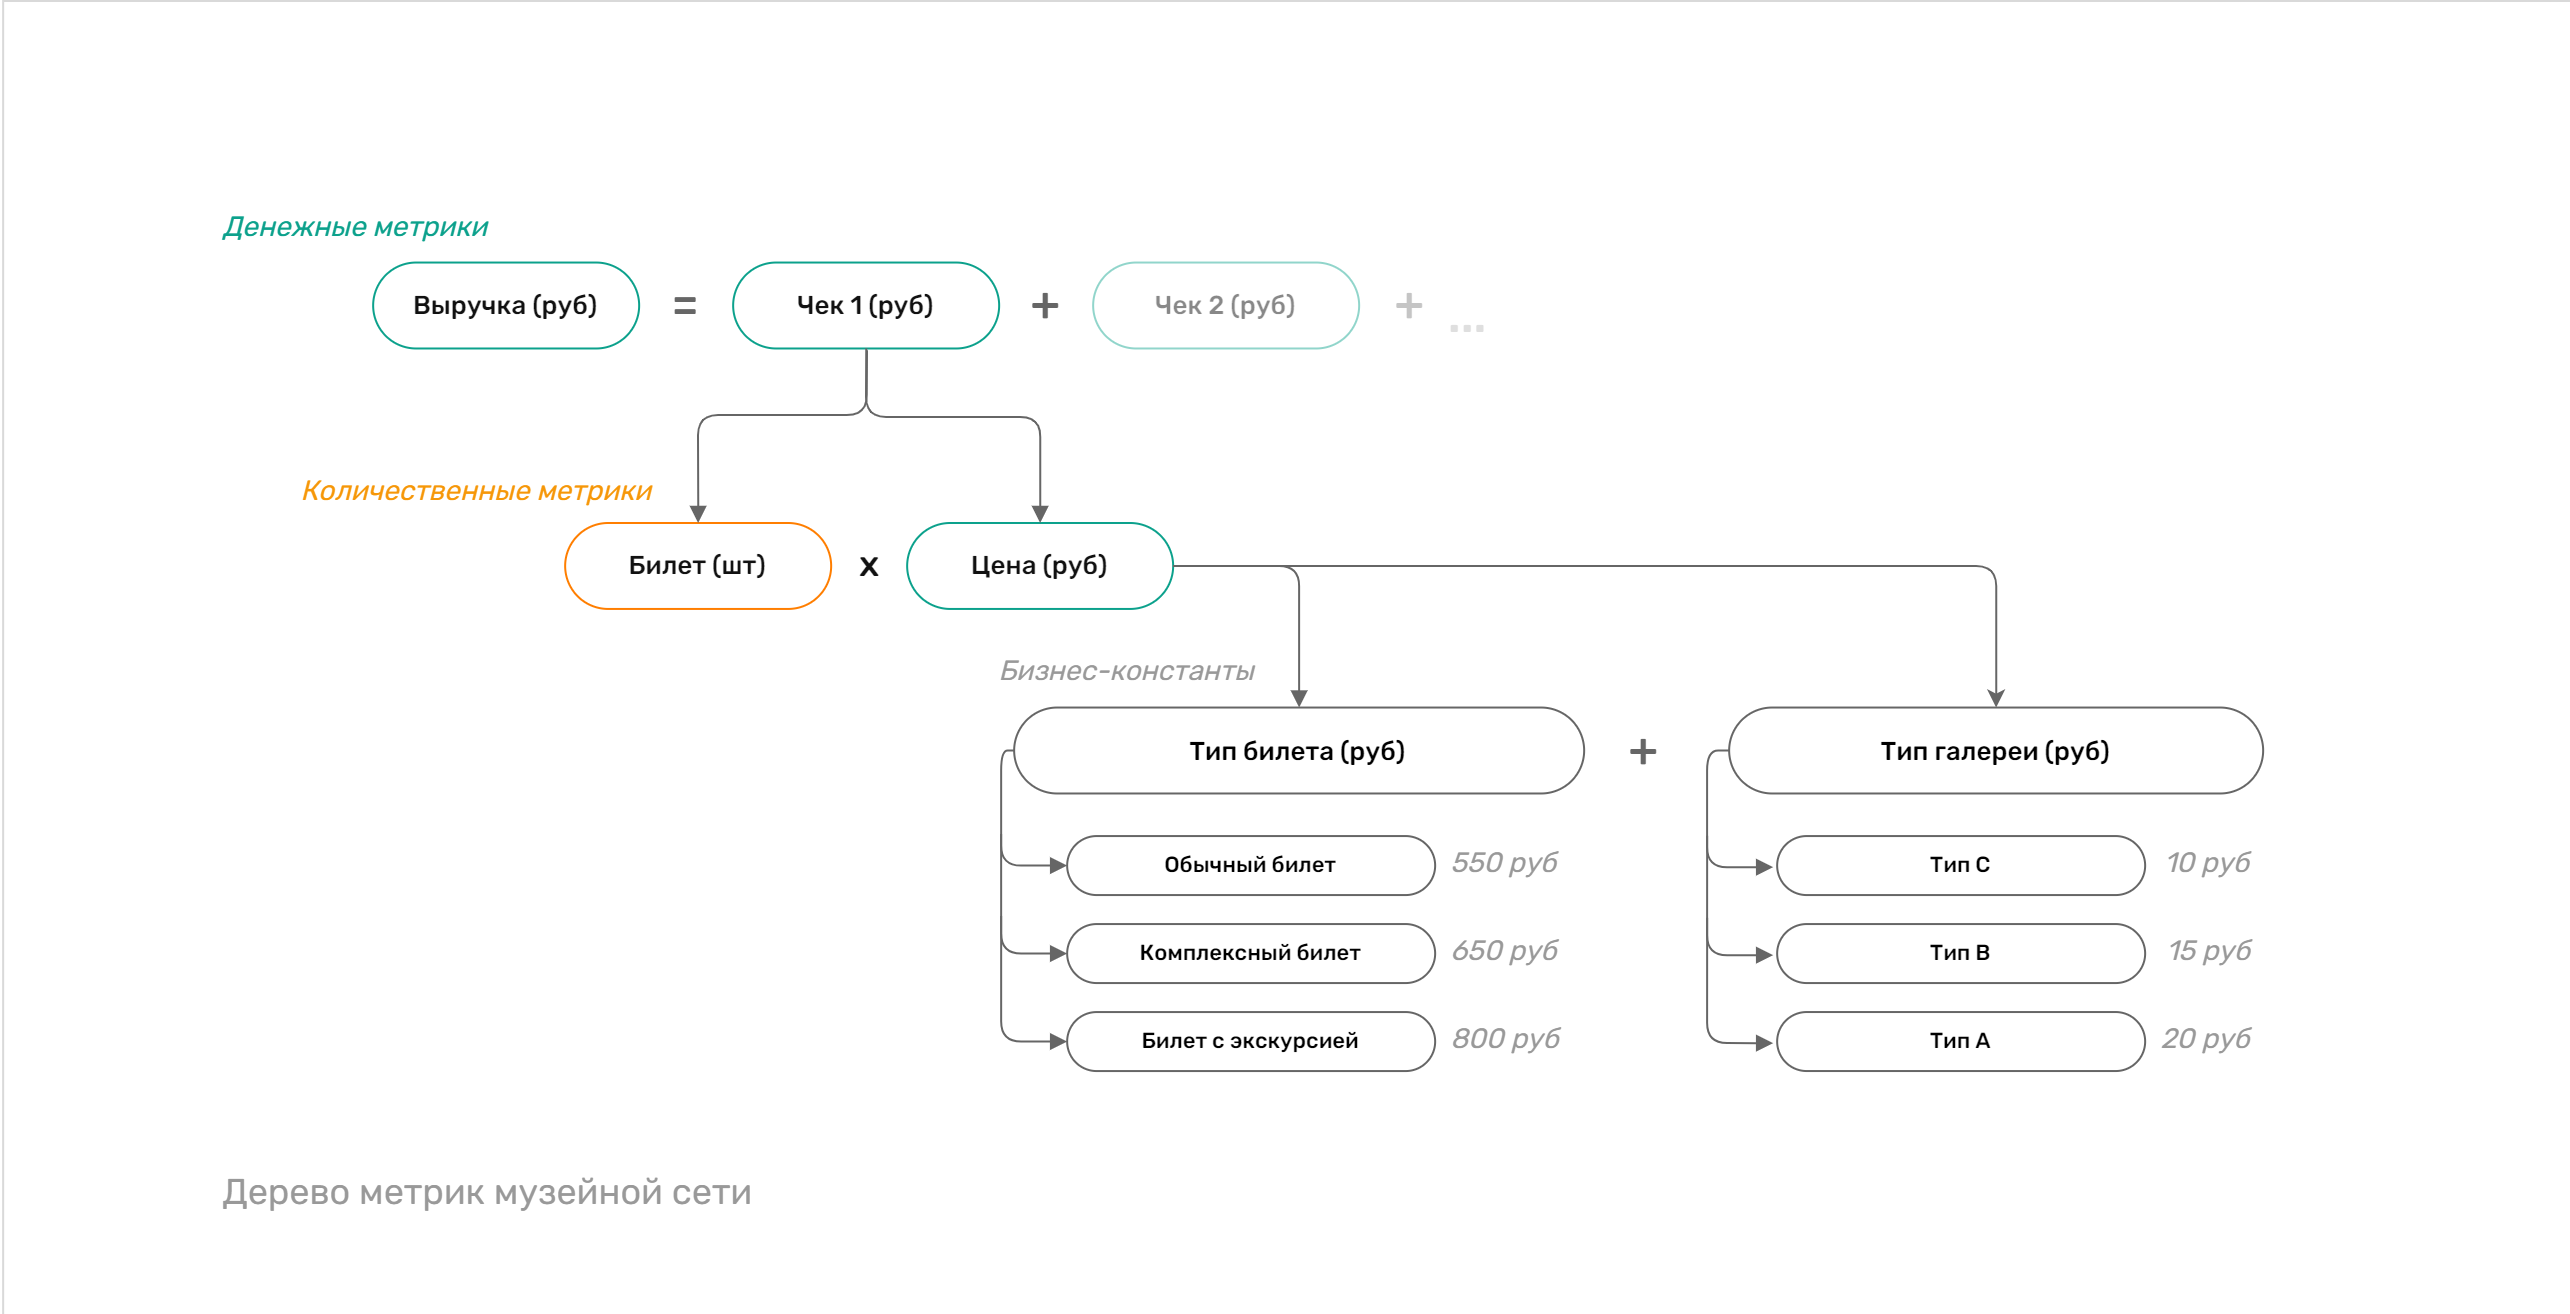 Денежные метрики
Выручка (руб) = Чек 1 (руб) + Чек 2 (руб) + ...
Количественные метрики
Билет (шт) x Цена (руб)
Бизнес-константы
Тип билета (руб) + Тип галереи (руб)
Обычный билет 550 руб Тип C 10 руб
Комплексный билет 650 руб Тип B 15 руб
Билет с экскурсией 800 руб Тип A 20 руб
Дерево метрик музейной сети